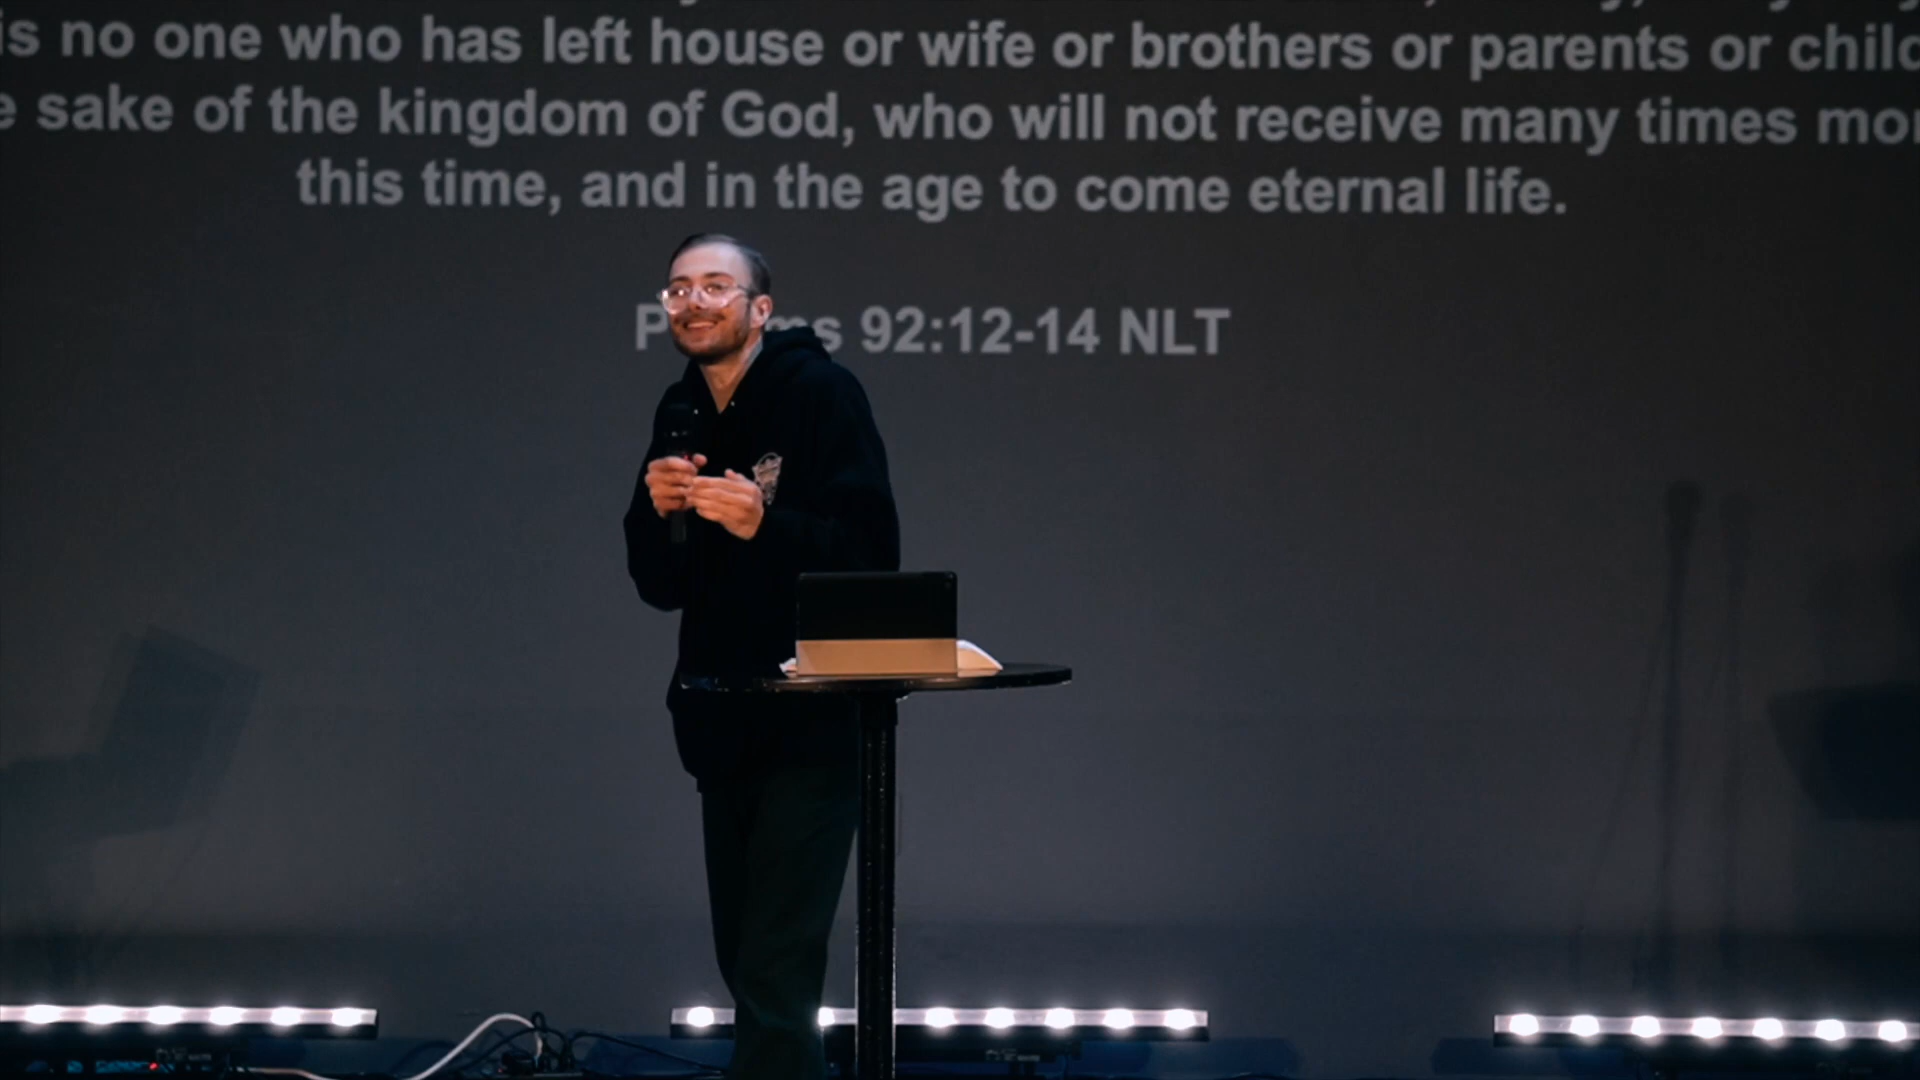 is no one who has left house or wife or brothers or parents or child
e sake of the kingdom of God, who will not receive many times mor
this time, and in the age to come eternal life.
P ms 92:12-14 NLT